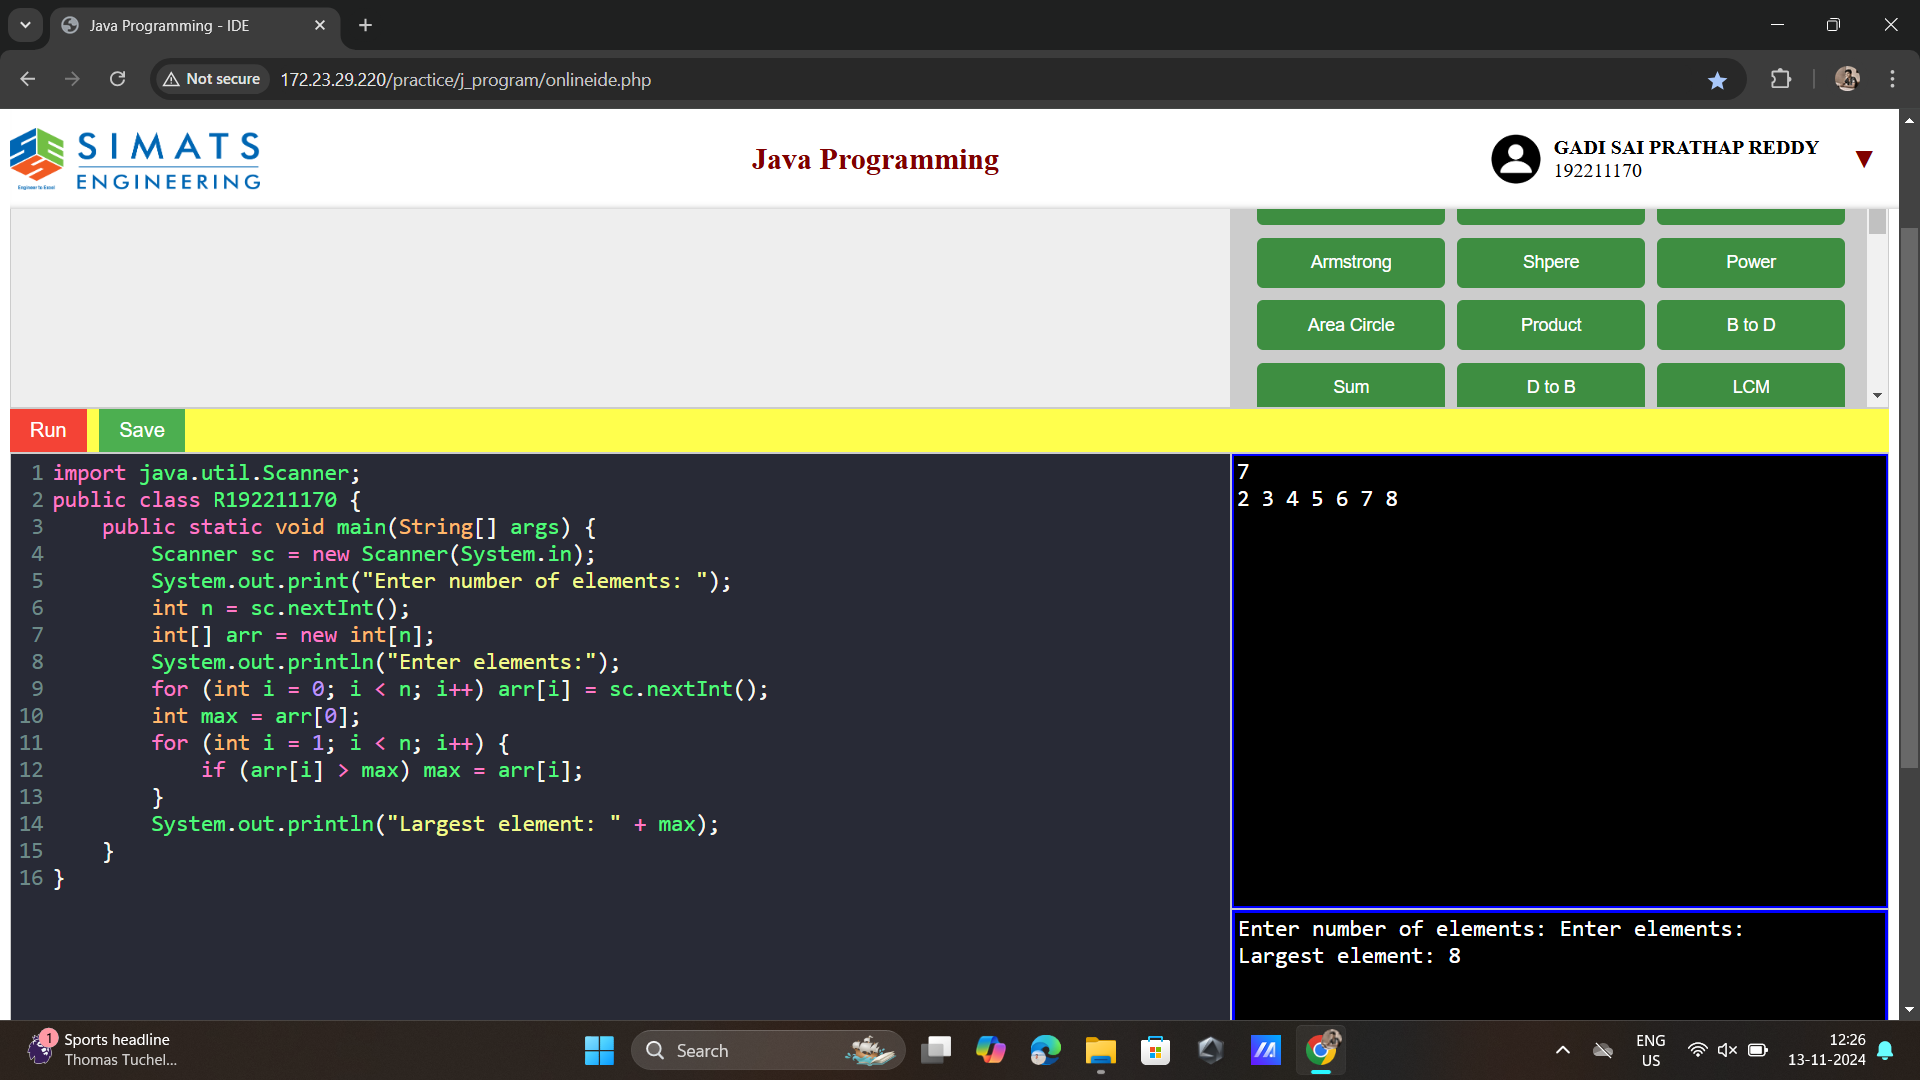 Java Programming - IDE
Not secure
172.23.29.220/practice/j_program/onlineide.php
SIMATS
ENGINEERING
Engineer to Excel
Java Programming
GADI SAI PRATHAP REDDY
192211170
Armstrong
Shpere
Power
Area Circle
Product
B to D
Sum
D to B
LCM
Run
Save
1 import java.util.Scanner;
2 public class R192211170 {
3     public static void main(String[] args) {
4         Scanner sc = new Scanner(System.in);
5         System.out.print("Enter number of elements: ");
6         int n = sc.nextInt();
7         int[] arr = new int[n];
8         System.out.println("Enter elements:");
9         for (int i = 0; i < n; i++) arr[i] = sc.nextInt();
10         int max = arr[0];
11         for (int i = 1; i < n; i++) {
12             if (arr[i] > max) max = arr[i];
13         }
14         System.out.println("Largest element: " + max);
15     }
16 }
7
2 3 4 5 6 7 8
Enter number of elements: Enter elements:
Largest element: 8
1
Sports headline
Thomas Tuchel...
Search
ENG
US
12:26
13-11-2024